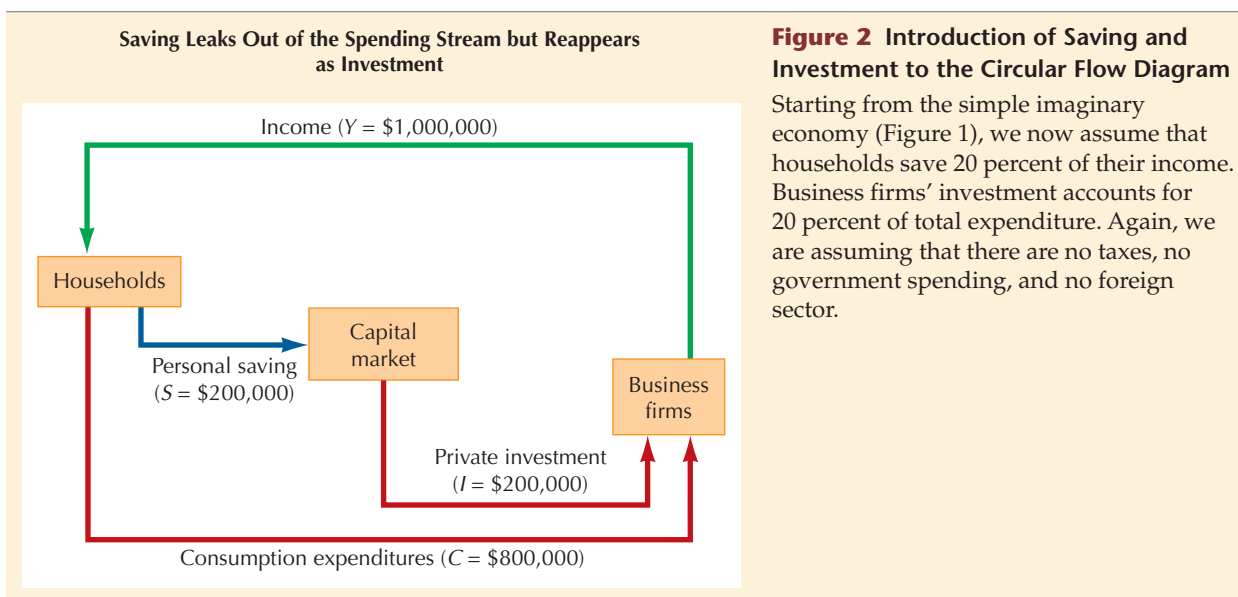 Saving Leaks Out of the Spending Stream but Reappears
as Investment
Income (Y = $1,000,000)
Households
Capital
market
Personal saving
(S = $200,000)
Business
firms
Private investment
(I = $200,000)
Consumption expenditures (C = $800,000)
Figure 2 Introduction of Saving and
Investment to the Circular Flow Diagram
Starting from the simple imaginary
economy (Figure 1), we now assume that
households save 20 percent of their income.
Business firms’ investment accounts for
20 percent of total expenditure. Again, we
are assuming that there are no taxes, no
government spending, and no foreign
sector.